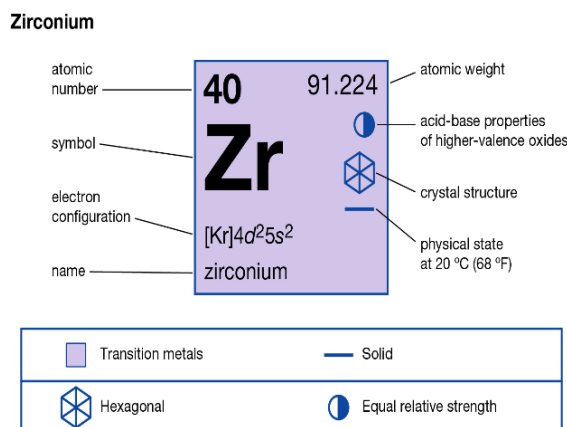 Zirconium
atomic
number
40
91.224
atomic weight
acid-base properties
of higher-valence oxides
symbol
Zr
crystal structure
electron
configuration
[Kr]4d²5s²
physical state
at 20 ºC (68 ºF)
name
zirconium
Transition metals
Solid
Hexagonal
Equal relative strength